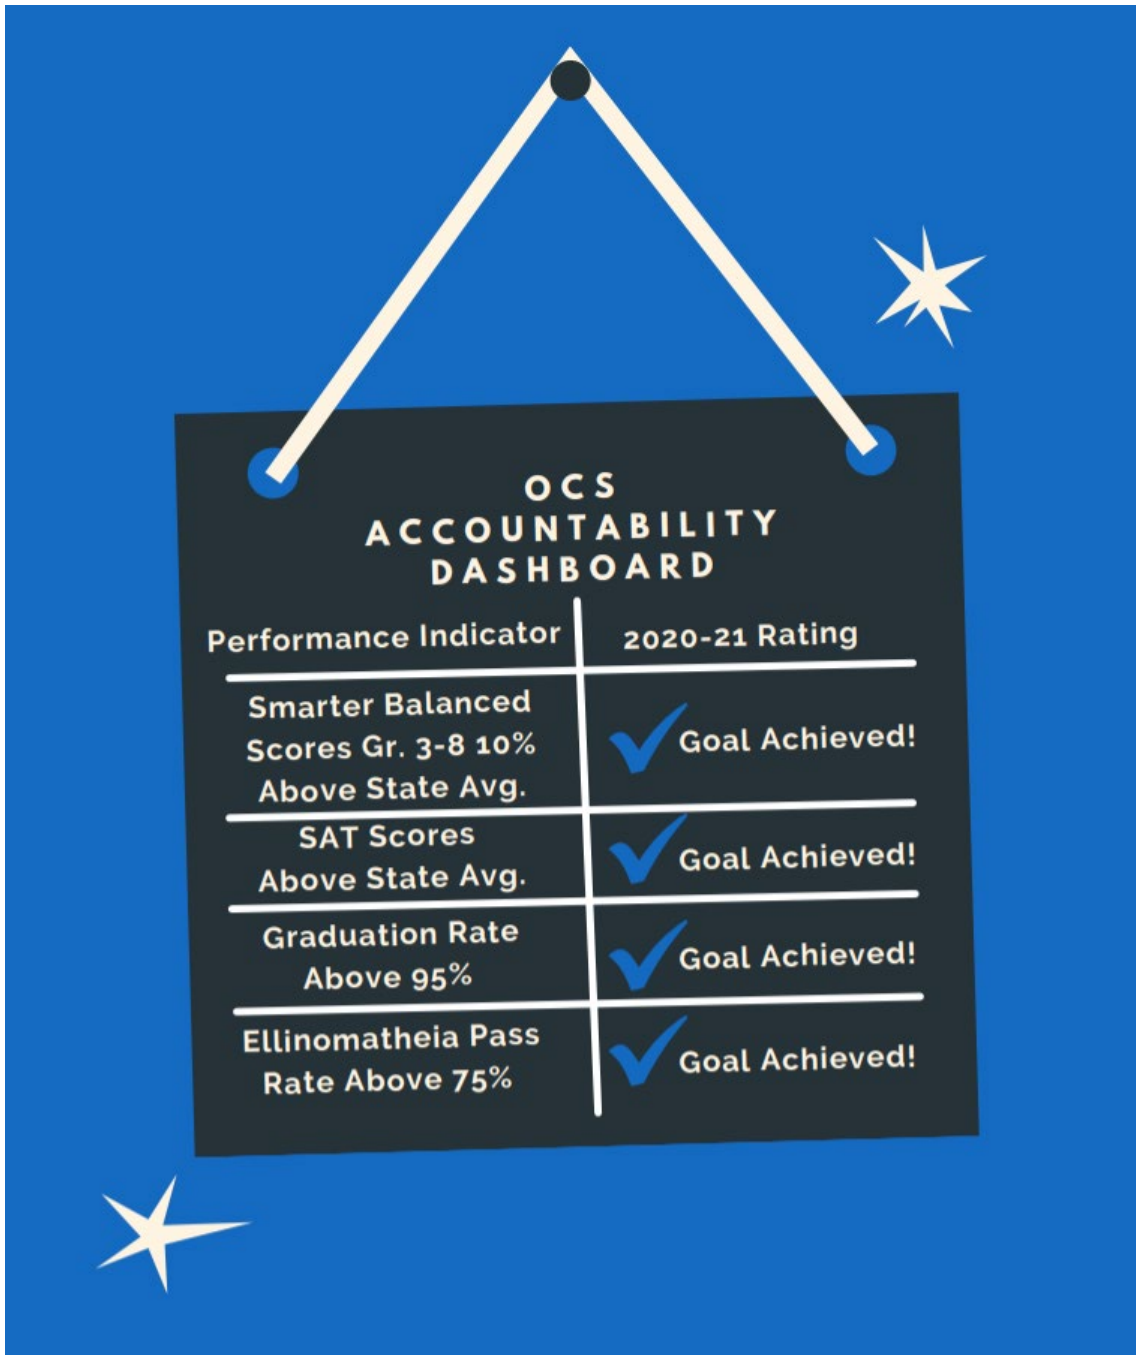 OCS
ACCOUNTABILITY
DASHBOARD
Performance Indicator 2020-21 Rating
Smarter Balanced
Scores Gr. 3-8 10%
Above State Avg.
Goal Achieved!
SAT Scores
Above State Avg.
Goal Achieved!
Graduation Rate
Above 95%
Goal Achieved!
Ellinomatheia Pass
Rate Above 75%
Goal Achieved!